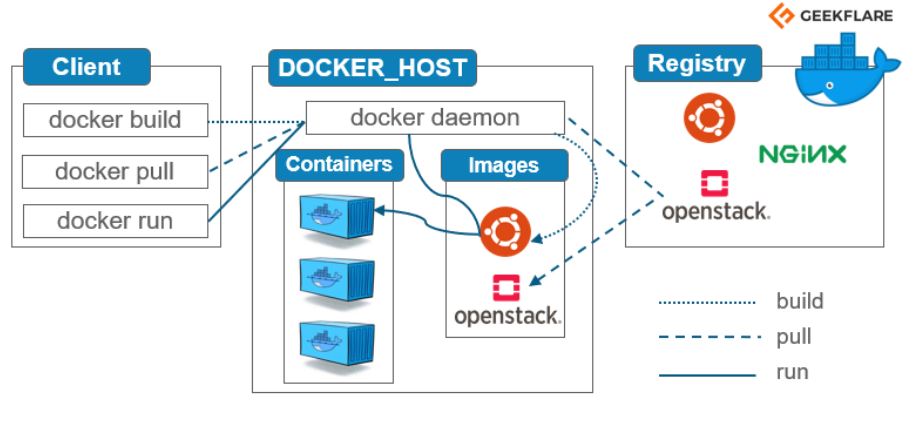 GEEKFLARE
Client
DOCKER_HOST
Registry
docker build
docker daemon
docker pull
Containers
Images
NGiNX
docker run
openstack.
openstack.
build
pull
run